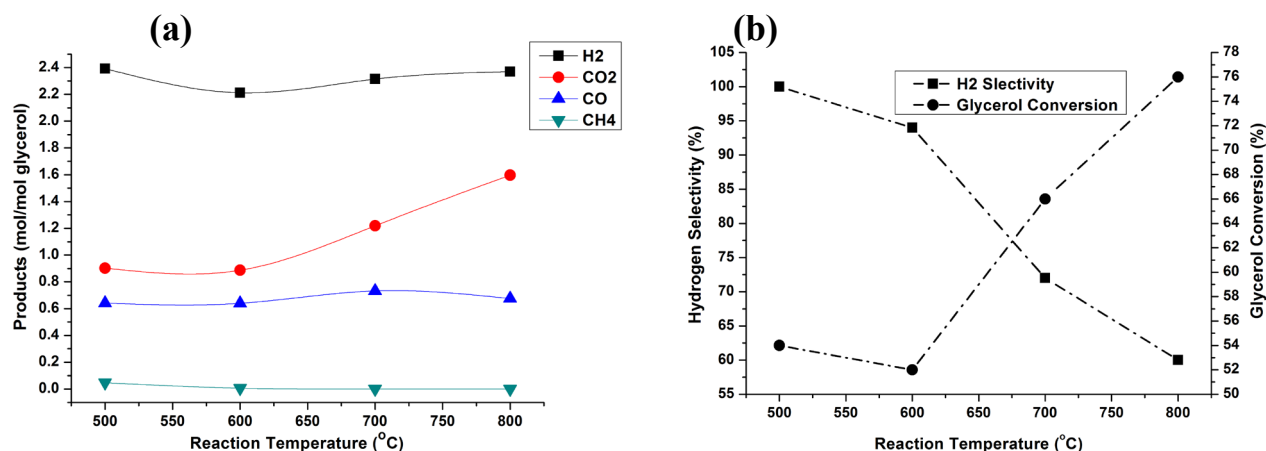 (a)
H2
CO2
CO
CH4
Products (mol/mol glycerol)
2.4
2.2
2.0
1.8
1.6
1.4
1.2
1.0
0.8
0.6
0.4
0.2
0.0
500 550 600 650 700 750 800
Reaction Temperature (°C)
(b)
H2 Slectivity
Glycerol Conversion
Hydrogen Selectivity (%)
105
100
95
90
85
80
75
70
65
60
55
78
76
74
72
70
68
66
64
62
60
58
56
54
52
50
Glycerol Conversion (%)
500 550 600 650 700 750 800
Reaction Temperature (°C)